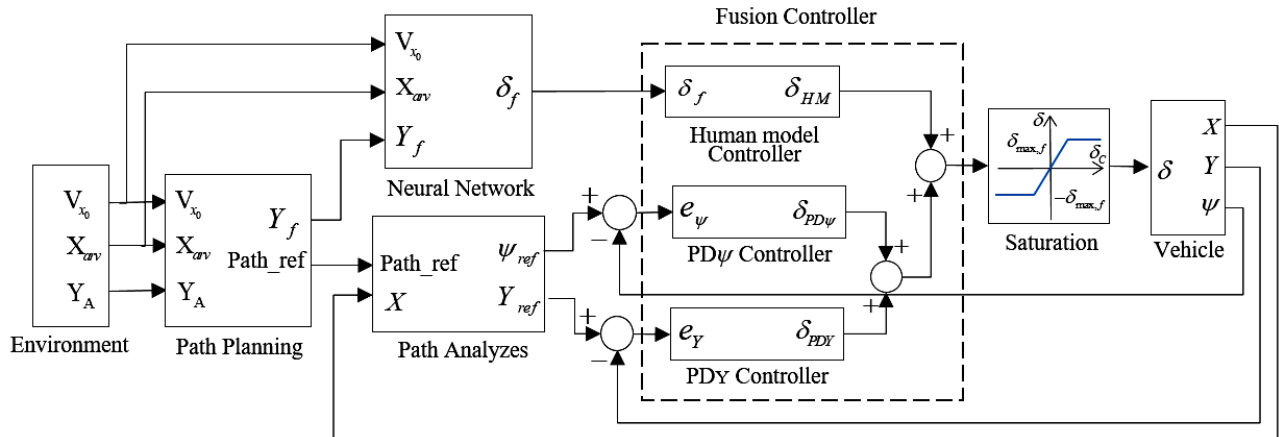 Fusion Controller
V_{x_0}
X_{arv}
Y_f
δ_f
Neural Network
δ_f
δ_{HM}
Human model
Controller
+
+
δ
δ_{max,f}
δ_C
-δ_{max,f}
Saturation
δ
X
Y
ψ
Vehicle
V_{x_0}
X_{arv}
Y_A
Environment
V_{x_0}
X_{arv}
Y_A
Y_f
Path_ref
Path Planning
Path_ref
X
ψ_{ref}
Y_{ref}
Path Analyzes
+
−
e_ψ
δ_{PDψ}
PDψ Controller
+
+
+
−
e_Y
δ_{PDY}
PDY Controller